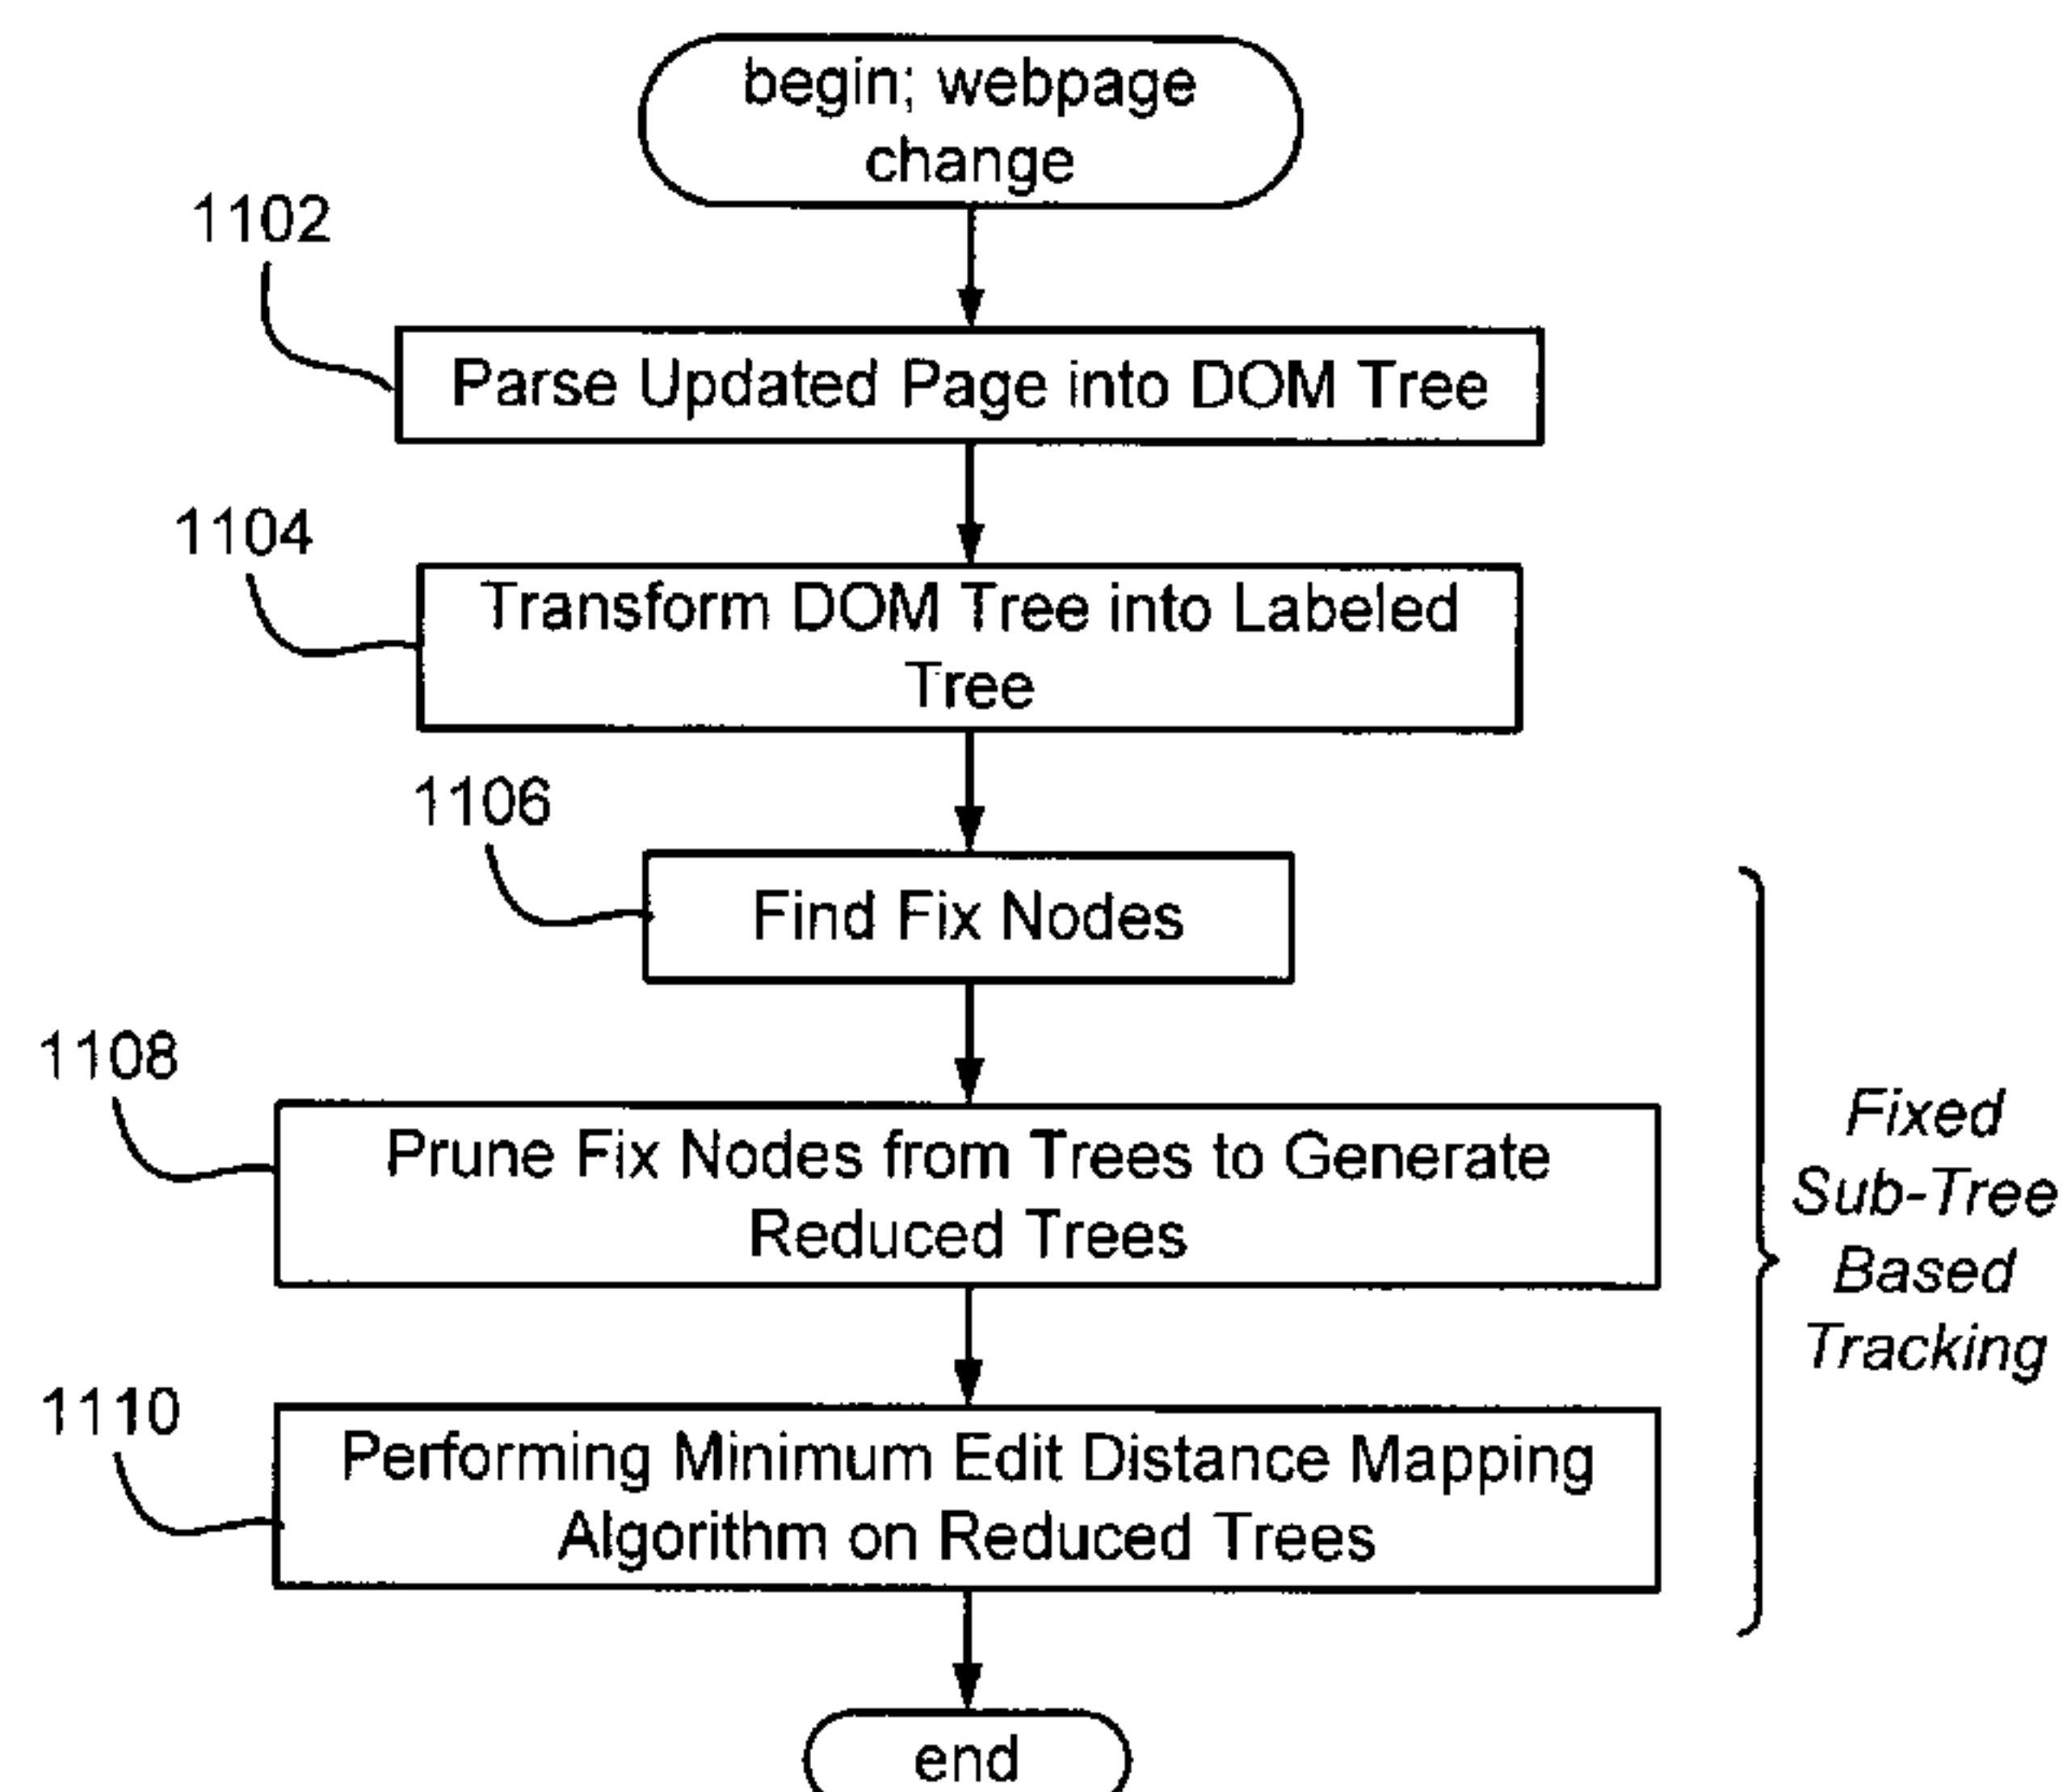 begin; webpage
change
1102
Parse Updated Page into DOM Tree
1104
Transform DOM Tree into Labeled
Tree
1106
Find Fix Nodes
1108
Prune Fix Nodes from Trees to Generate
Reduced Trees
Fixed
Sub-Tree
Based
Tracking
1110
Performing Minimum Edit Distance Mapping
Algorithm on Reduced Trees
end